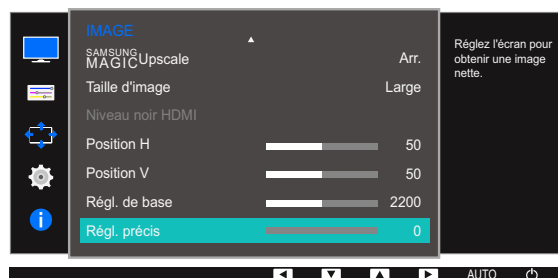 IMAGE
SAMSUNG MAGIC Upscale Arr.
Taille d'image Large
Niveau noir HDMI
Position H 50
Position V 50
Régl. de base 2200
Régl. précis 0
Réglez l'écran pour
obtenir une image
nette.
AUTO